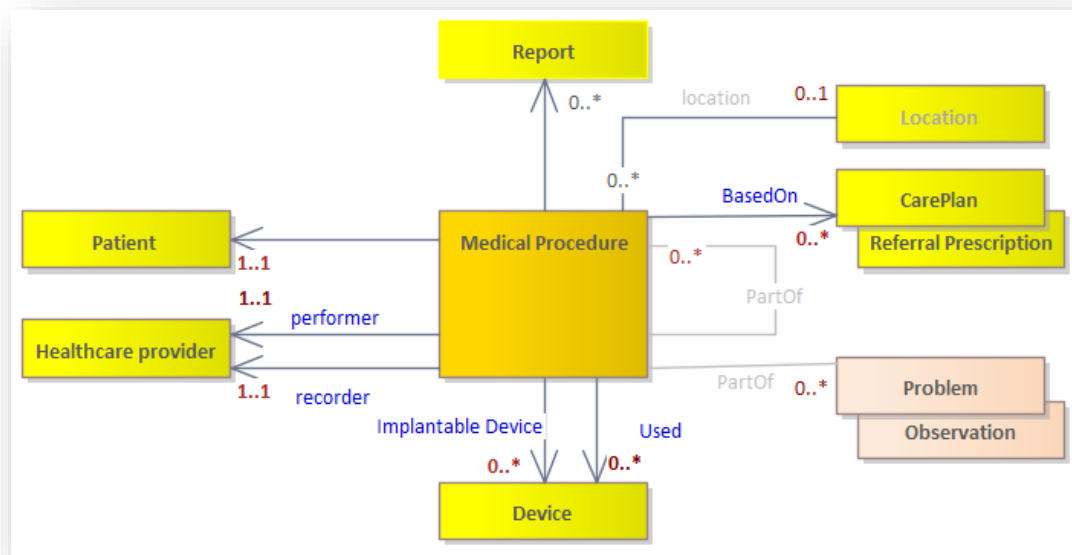 Report
0..*
location
0..1
Location
0..*
BasedOn
CarePlan
0..*
Referral Prescription
Patient
1..1
Medical Procedure
0..*
PartOf
1..1
performer
Healthcare provider
1..1
recorder
PartOf
0..*
Problem
Observation
Implantable Device
Used
0..*
0..*
Device